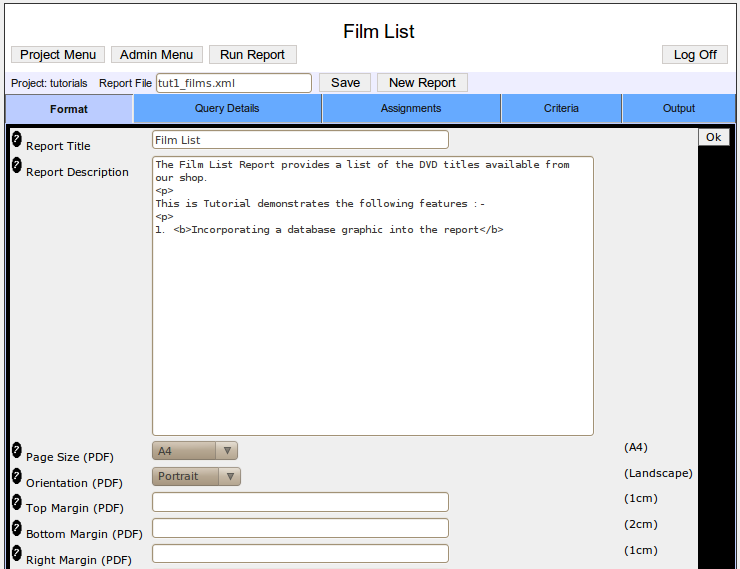 Film List
Project Menu Admin Menu Run Report Log Off
Project: tutorials Report File tut1_films.xml Save New Report
Format Query Details Assignments Criteria Output
? Report Title Film List Ok
? Report Description The Film List Report provides a list of the DVD titles available from
our shop.
<p>
This is Tutorial demonstrates the following features :-
<p>
1. <b>Incorporating a database graphic into the report</b>
? Page Size (PDF) A4 (A4)
? Orientation (PDF) Portrait (Landscape)
? Top Margin (PDF) (1cm)
? Bottom Margin (PDF) (2cm)
? Right Margin (PDF) (1cm)